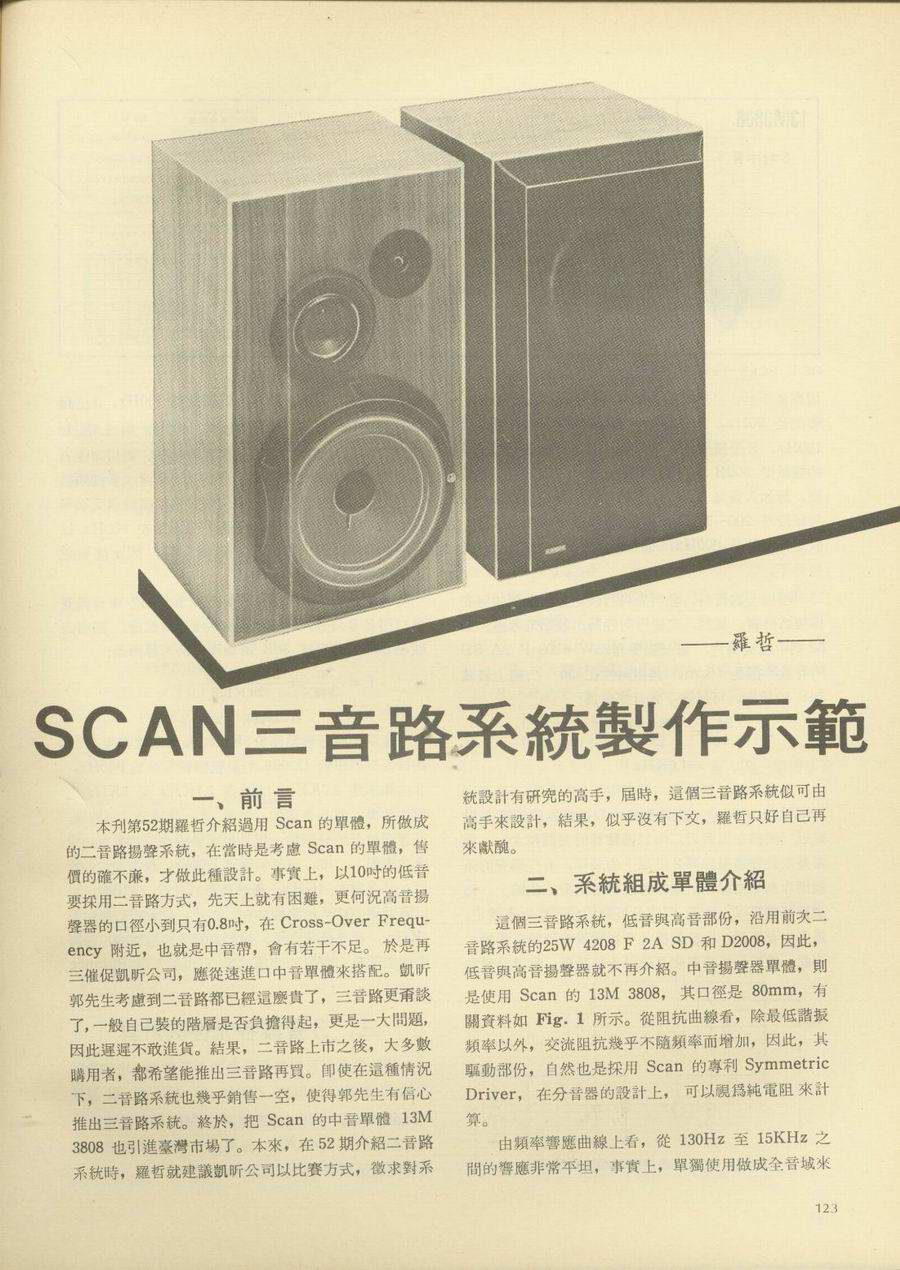 ——羅哲——
SCAN三音路系統製作示範
一、前言
本刊第52期羅哲介紹過用 Scan 的單體，所做成
的二音路揚聲系統，在當時是考慮 Scan 的單體，售
價的確不廉，才做此種設計。事實上，以10吋的低音
要採用二音路方式，先天上就有困難，更何況高音揚
聲器的口徑小到只有0.8吋，在 Cross-Over Frequ-
ency 附近，也就是中音帶，會有若干不足。於是再
三催促凱昕公司，應從速進口中音單體來搭配。凱昕
郭先生考慮到二音路都已經這麽貴了，三音路更甭談
了，一般自己裝的階層是否負擔得起，更是一大問題，
因此遲遲不敢進貨。結果，二音路上市之後，大多數
購用者，都希望能推出三音路再買。卽使在這種情況
下，二音路系統也幾乎銷售一空，使得郭先生有信心
推出三音路系統。終於，把 Scan 的中音單體 13M
3808 也引進臺灣市場了。本來，在 52 期介紹二音路
系統時，羅哲就建議凱昕公司以比賽方式，徵求對系
統設計有研究的高手，屆時，這個三音路系統似可由
高手來設計，結果，似乎沒有下文，羅哲只好自己再
來獻醜。
二、系統組成單體介紹
這個三音路系統，低音與高音部份，沿用前次二
音路系統的25W 4208 F 2A SD 和 D2008，因此，
低音與高音揚聲器就不再介紹。中音揚聲器單體，則
是使用 Scan 的 13M 3808，其口徑是 80mm，有
關資料如 Fig. 1 所示。從阻抗曲線看，除最低諧振
頻率以外，交流阻抗幾乎不隨頻率而增加，因此，其
驅動部份，自然也是採用 Scan 的專利 Symmetric
Driver，在分音器的設計上，可以視爲純電阻來計
算。
由頻率響應曲線上看，從 130Hz 至 15KHz 之
間的響應非常平坦，事實上，單獨使用做成全音域來
123